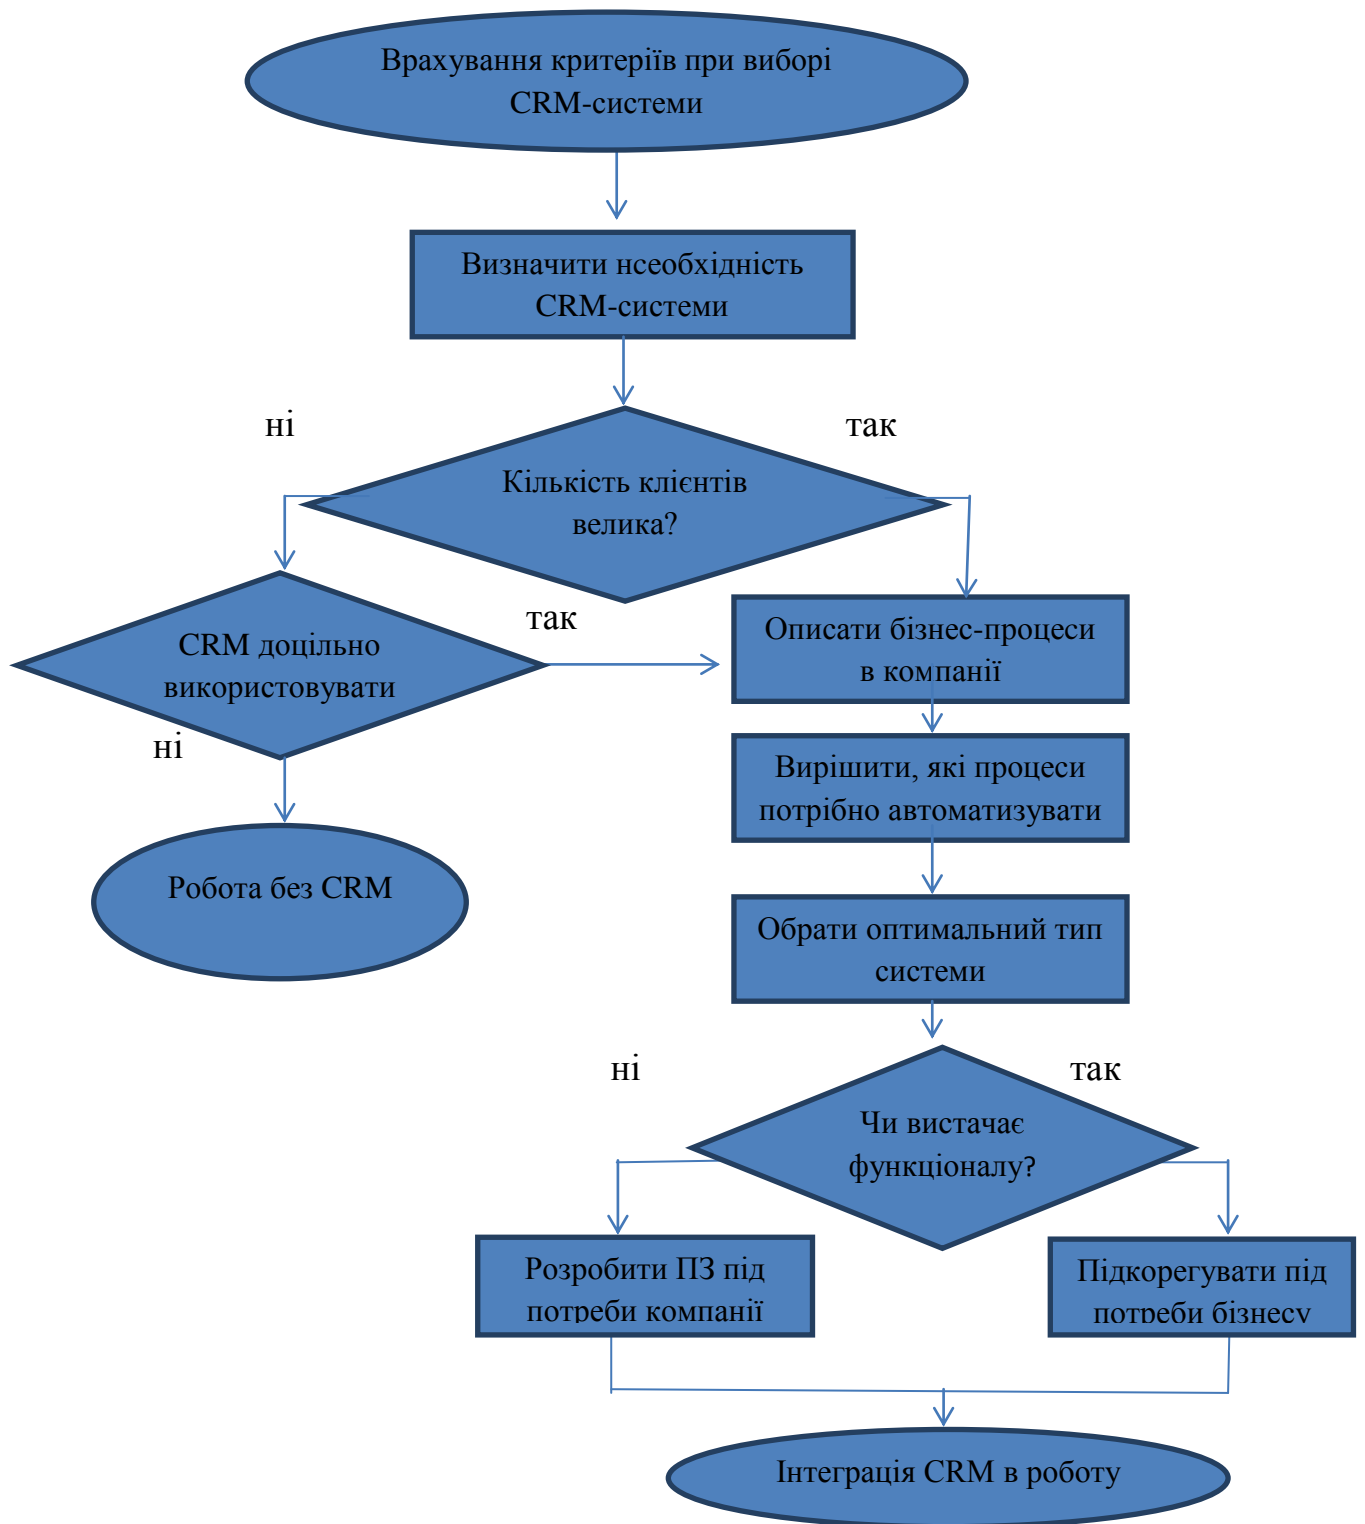 Врахування критеріїв при виборі
CRM-системи
Визначити нсеобхідність
CRM-системи
ні
так
Кількість клієнтів
велика?
так
CRM доцільно
використовувати
Описати бізнес-процеси
в компанії
ні
Вирішити, які процеси
потрібно автоматизувати
Робота без CRM
Обрати оптимальний тип
системи
ні
так
Чи вистачає
функціоналу?
Розробити ПЗ під
потреби компанії
Підкорегувати під
потреби бізнесу
Інтеграція CRM в роботу